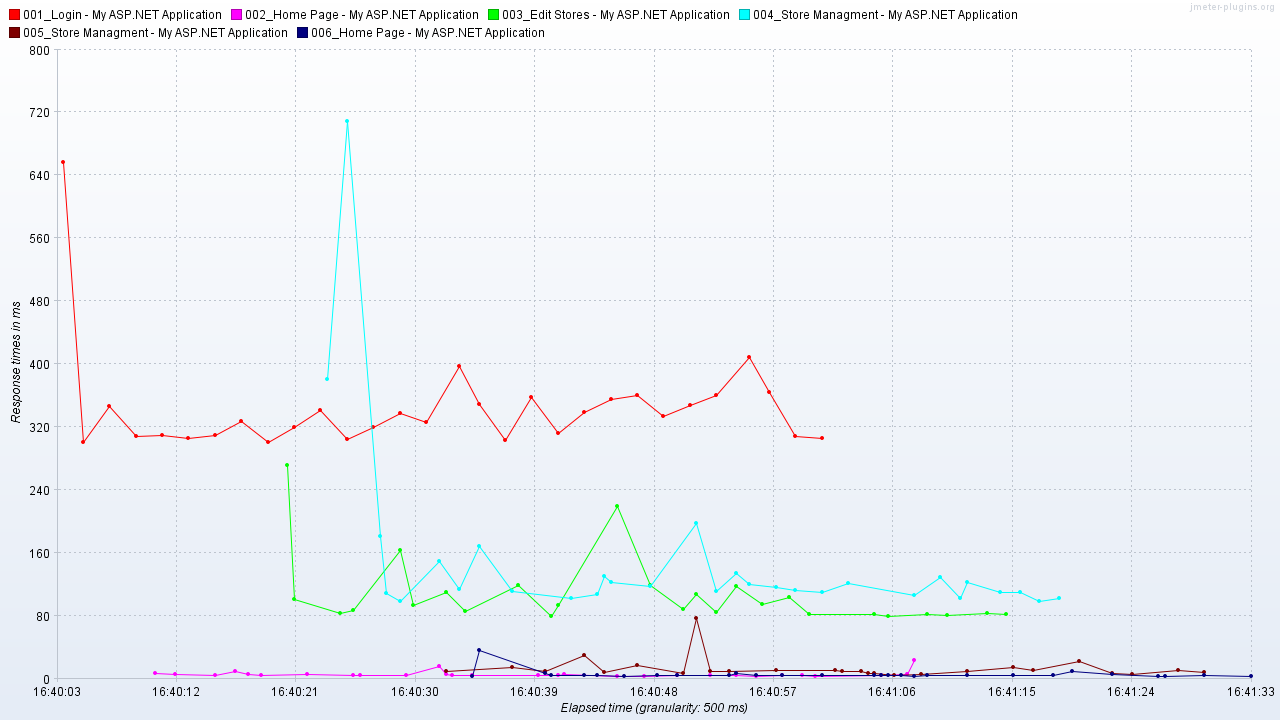 jmeter-plugins.org
001_Login - My ASP.NET Application 002_Home Page - My ASP.NET Application 003_Edit Stores - My ASP.NET Application 004_Store Managment - My ASP.NET Application
005_Store Managment - My ASP.NET Application 006_Home Page - My ASP.NET Application
800
720
640
560
480
400
320
240
160
80
0
Response times in ms
16:40:03 16:40:12 16:40:21 16:40:30 16:40:39 16:40:48 16:40:57 16:41:06 16:41:15 16:41:24 16:41:33
Elapsed time (granularity: 500 ms)